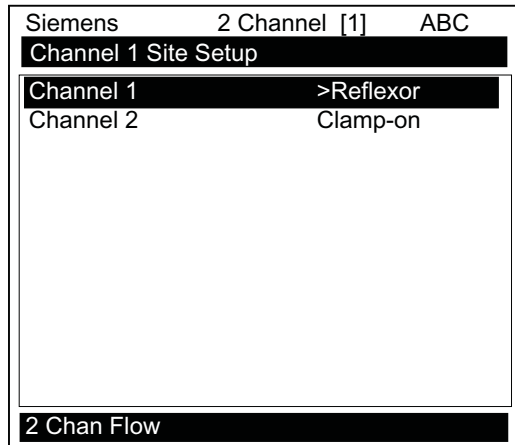 Siemens 2 Channel [1] ABC
Channel 1 Site Setup
Channel 1 >Reflexor
Channel 2 Clamp-on
2 Chan Flow